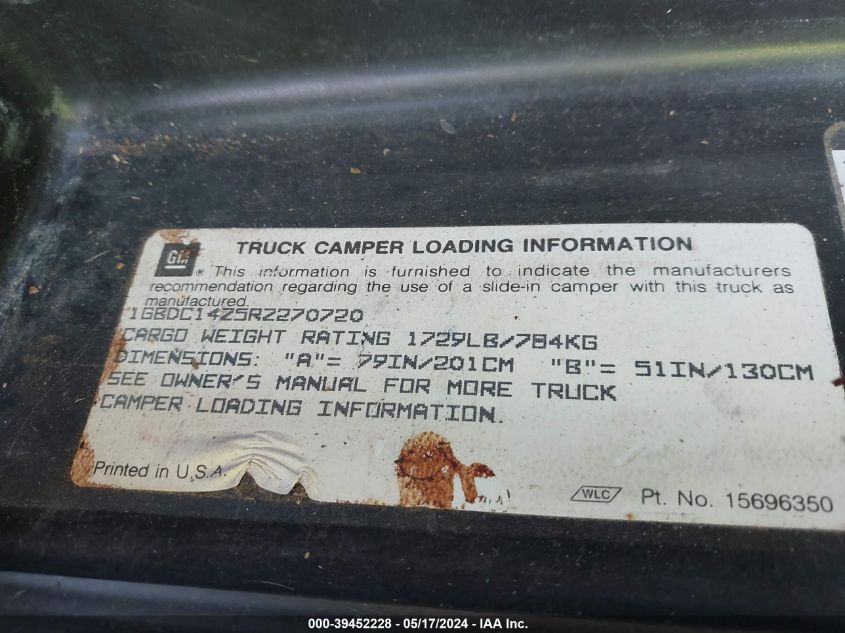 TRUCK CAMPER LOADING INFORMATION
GM
® This information is furnished to indicate the manufacturers
recommendation regarding the use of a slide-in camper with this truck as
manufactured.
1GBDC14Z5RZ270720
CARGO WEIGHT RATING 1729LB/784KG
DIMENSIONS: "A"= 79IN/201CM "B"= 51IN/130CM
SEE OWNER'S MANUAL FOR MORE TRUCK
CAMPER LOADING INFORMATION.
Printed in U.S.A.
WLC Pt. No. 15696350
000-39452228 - 05/17/2024 - IAA Inc.